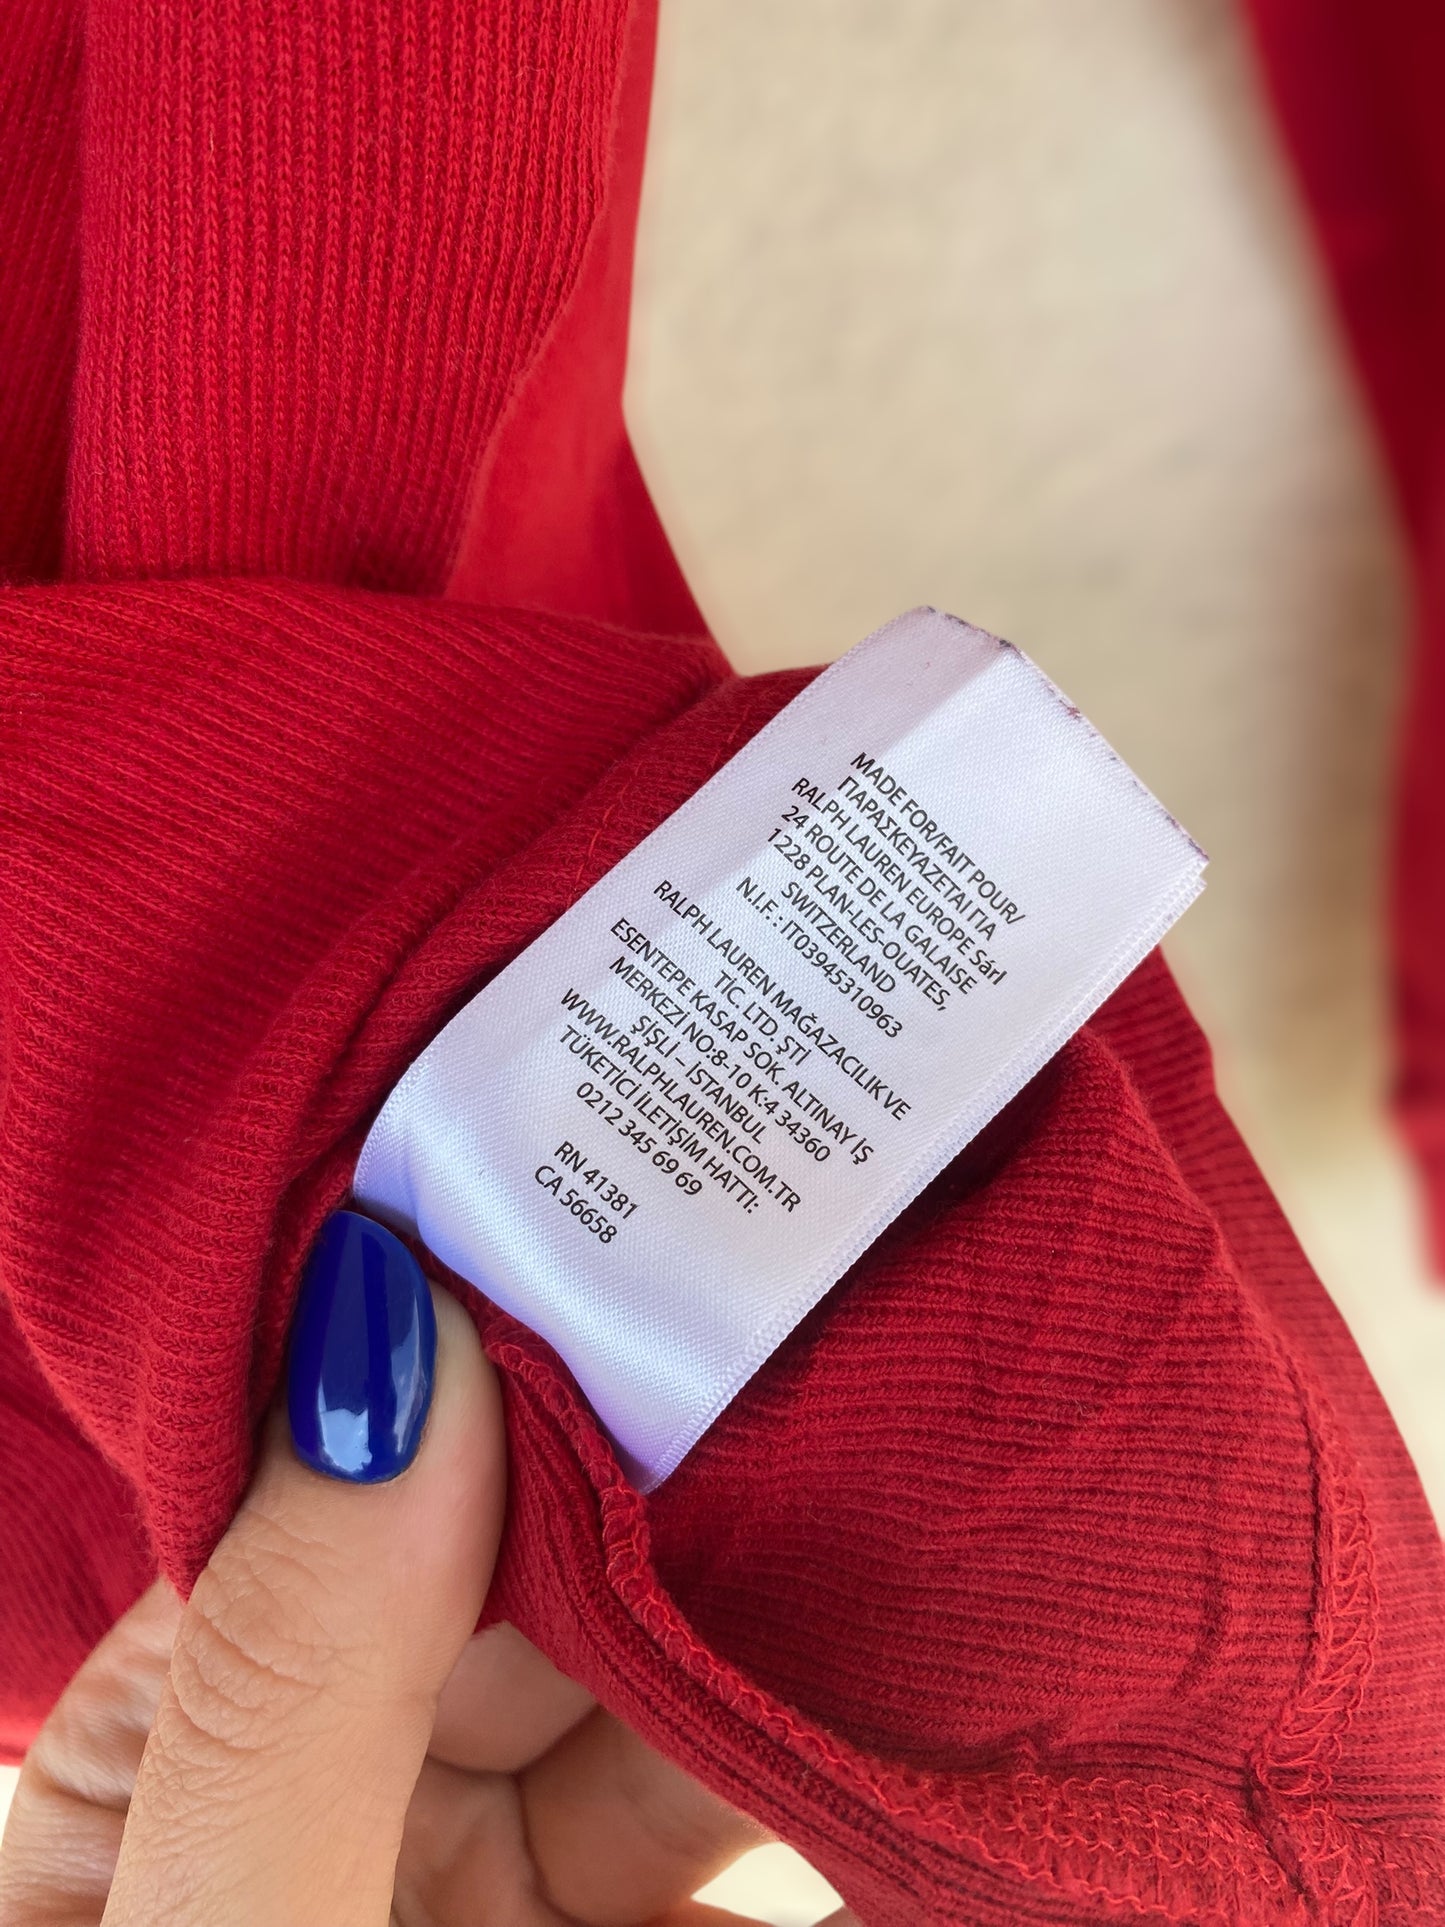 MADE FOR/FAIT POUR/
ΠΑΡΑΣΚΕΥΑΖΕΤΑΙ ΓΙΑ
RALPH LAUREN EUROPE Sárl
24 ROUTE DE LA GALAISE
1228 PLAN-LES-OUATES,
SWITZERLAND
N.I.F. : IT03945310963
RALPH LAUREN MAĞAZACILIK VE
TİC. LTD. ŞTİ
ESENTEPE KASAP SOK. ALTINAY İŞ
MERKEZİ NO:8-10 K:4 34360
ŞİŞLİ – İSTANBUL
WWW.RALPHLAUREN.COM.TR
TÜKETİCİ İLETİŞİM HATTI:
0212 345 69 69
RN 41381
CA 56658